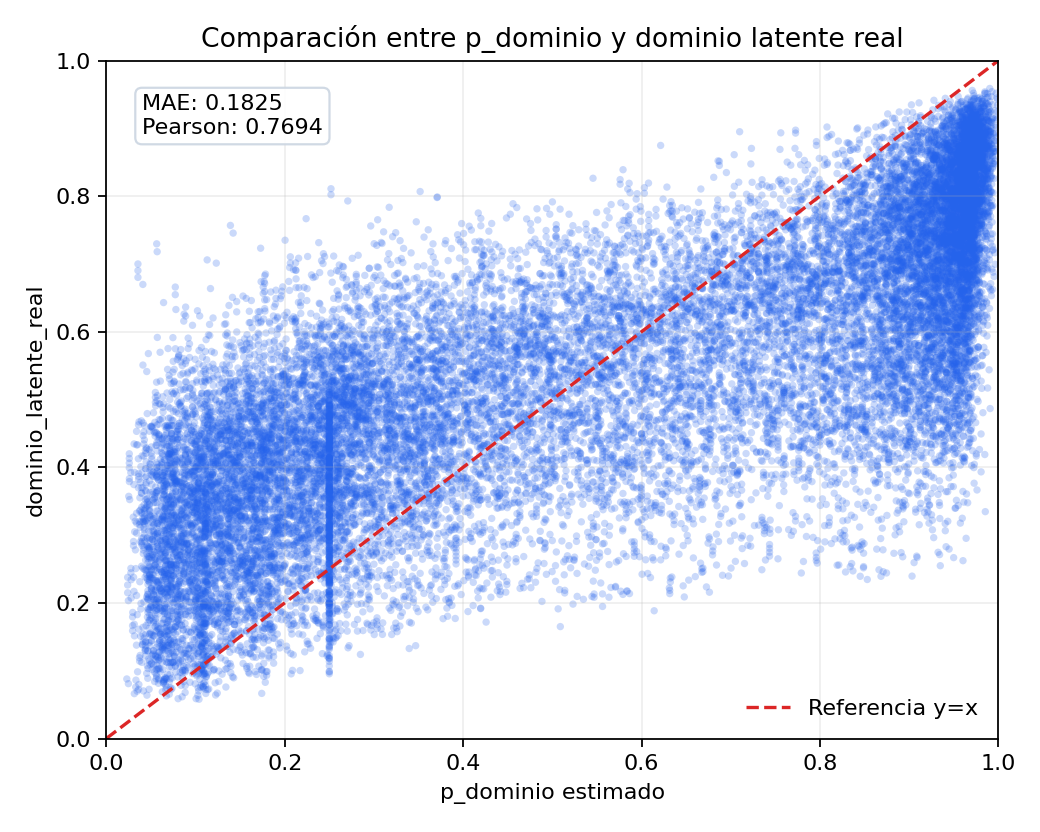 Comparación entre p_dominio y dominio latente real
MAE: 0.1825
Pearson: 0.7694
1.0
0.8
0.6
0.4
0.2
0.0
dominio_latente_real
0.0 0.2 0.4 0.6 0.8 1.0
p_dominio estimado
Referencia y=x